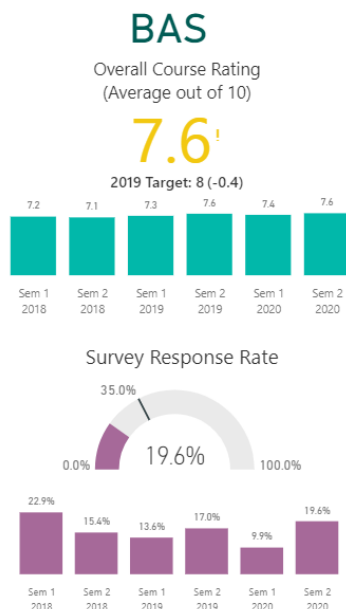 BAS
Overall Course Rating
(Average out of 10)
7.6!
2019 Target: 8 (-0.4)
7.2 7.1 7.3 7.6 7.4 7.6
Sem 1 Sem 2 Sem 1 Sem 2 Sem 1 Sem 2
2018 2018 2019 2019 2020 2020
Survey Response Rate
35.0%
0.0% 19.6% 100.0%
22.9% 15.4% 13.6% 17.0% 9.9% 19.6%
Sem 1 Sem 2 Sem 1 Sem 2 Sem 1 Sem 2
2018 2018 2019 2019 2020 2020